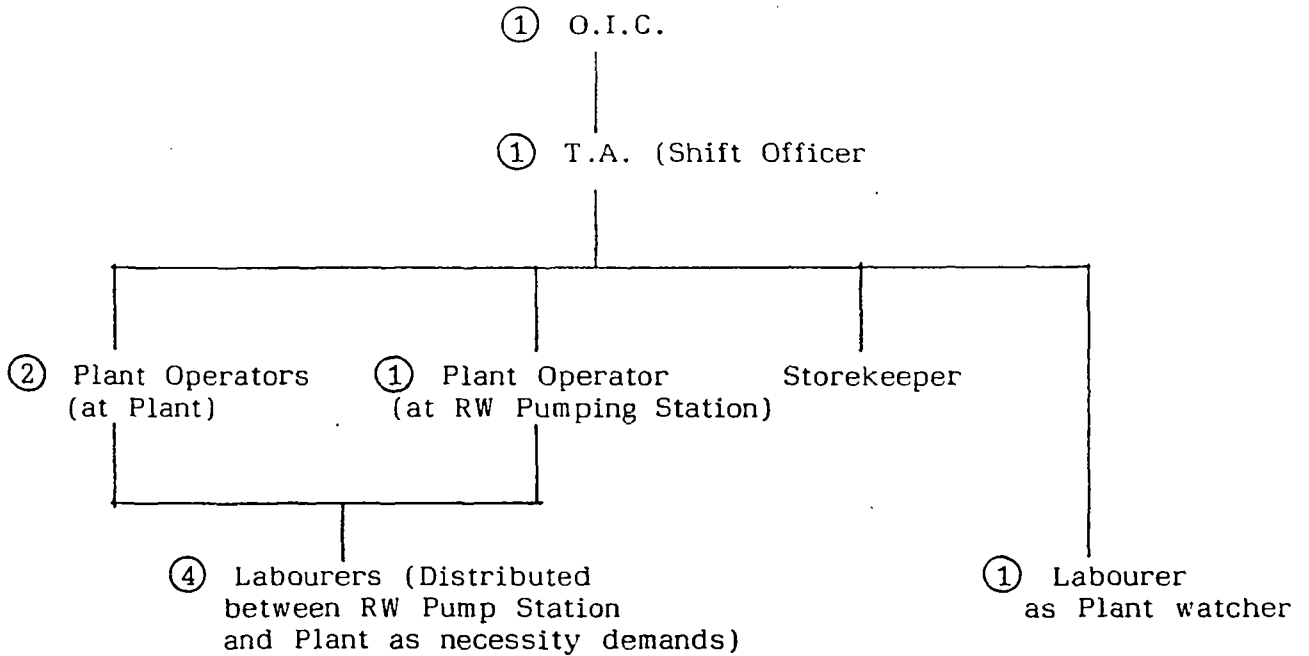 ① O.I.C.
① T.A. (Shift Officer
② Plant Operators
(at Plant)
① Plant Operator
(at RW Pumping Station)
Storekeeper
④ Labourers (Distributed
between RW Pump Station
and Plant as necessity demands)
① Labourer
as Plant watcher